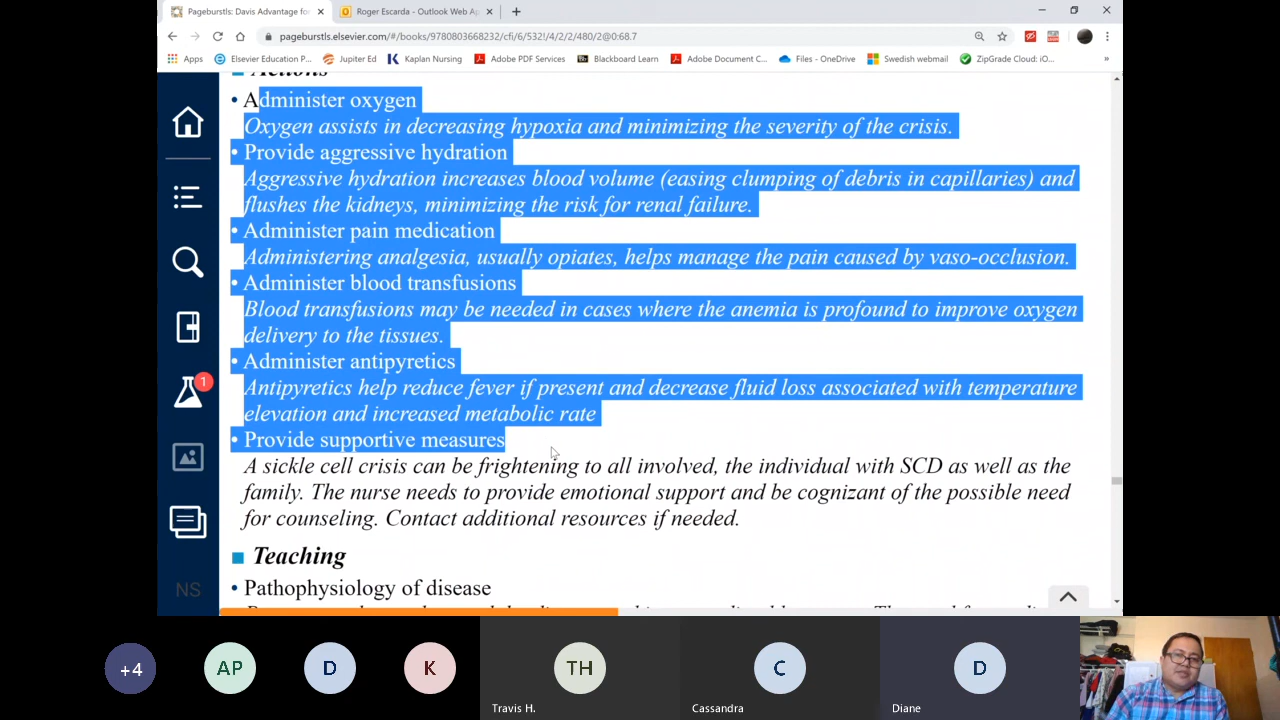 Pageburstls: Davis Advantage for
Roger Escarda - Outlook Web Ap
pageburstls.elsevier.com/#/books/9780803668232/cfi/6/532!/4/2/2/480/2@0:68.7
Apps
Elsevier Education P...
Jupiter Ed
Kaplan Nursing
Adobe PDF Services
Blackboard Learn
Adobe Document C...
Files - OneDrive
Swedish webmail
ZipGrade Cloud: iO...
»
Actions
• Administer oxygen
Oxygen assists in decreasing hypoxia and minimizing the severity of the crisis.
• Provide aggressive hydration
Aggressive hydration increases blood volume (easing clumping of debris in capillaries) and
flushes the kidneys, minimizing the risk for renal failure.
• Administer pain medication
Administering analgesia, usually opiates, helps manage the pain caused by vaso-occlusion.
• Administer blood transfusions
Blood transfusions may be needed in cases where the anemia is profound to improve oxygen
delivery to the tissues.
• Administer antipyretics
Antipyretics help reduce fever if present and decrease fluid loss associated with temperature
elevation and increased metabolic rate
• Provide supportive measures
A sickle cell crisis can be frightening to all involved, the individual with SCD as well as the
family. The nurse needs to provide emotional support and be cognizant of the possible need
for counseling. Contact additional resources if needed.
Teaching
• Pathophysiology of disease
1
NS
+4
AP
D
K
TH
C
D
Travis H.
Cassandra
Diane